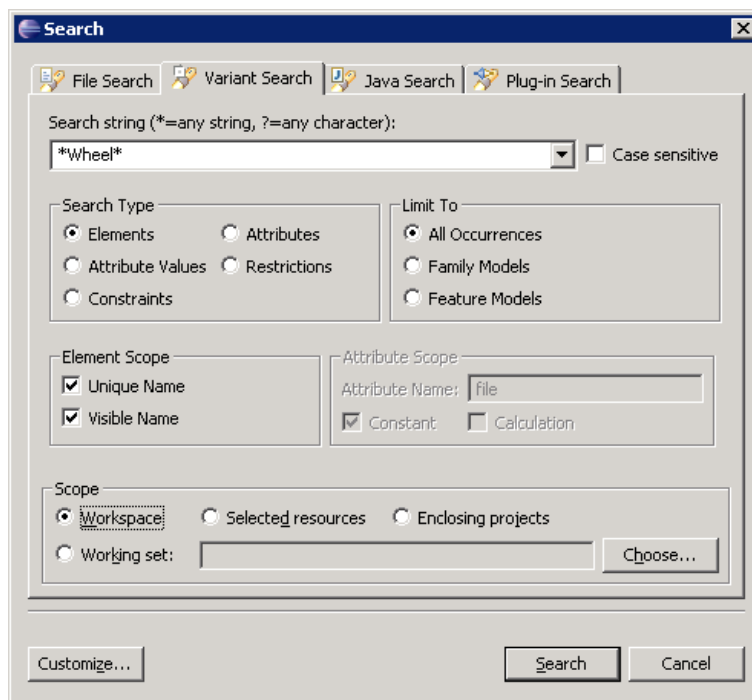 Search
File Search Variant Search Java Search Plug-in Search
Search string (*=any string, ?=any character):
*Wheel* Case sensitive
Search Type Limit To
Elements Attributes All Occurrences
Attribute Values Restrictions Family Models
Constraints Feature Models
Element Scope Attribute Scope
Unique Name Attribute Name: file
Visible Name Constant Calculation
Scope
Workspace Selected resources Enclosing projects
Working set: Choose...
Customize... Search Cancel